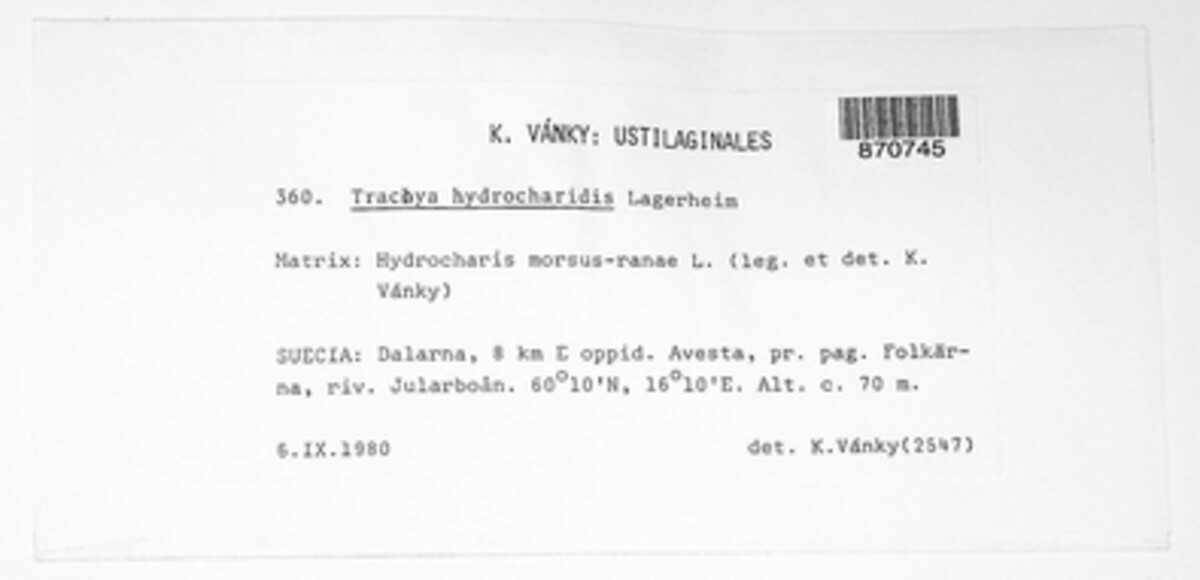 K. VÁNKY: USTILAGINALES
870745
360. Tracbya hydrocharidis Lagerheim
Matrix: Hydrocharis morsus-ranae L. (leg. et det. K.
Vánky)
SUECIA: Dalarna, 8 km E oppid. Avesta, pr. pag. Folkär-
na, riv. Jularboån. 60°10'N, 16°10'E. Alt. c. 70 m.
6.IX.1980
det. K.Vánky(2547)